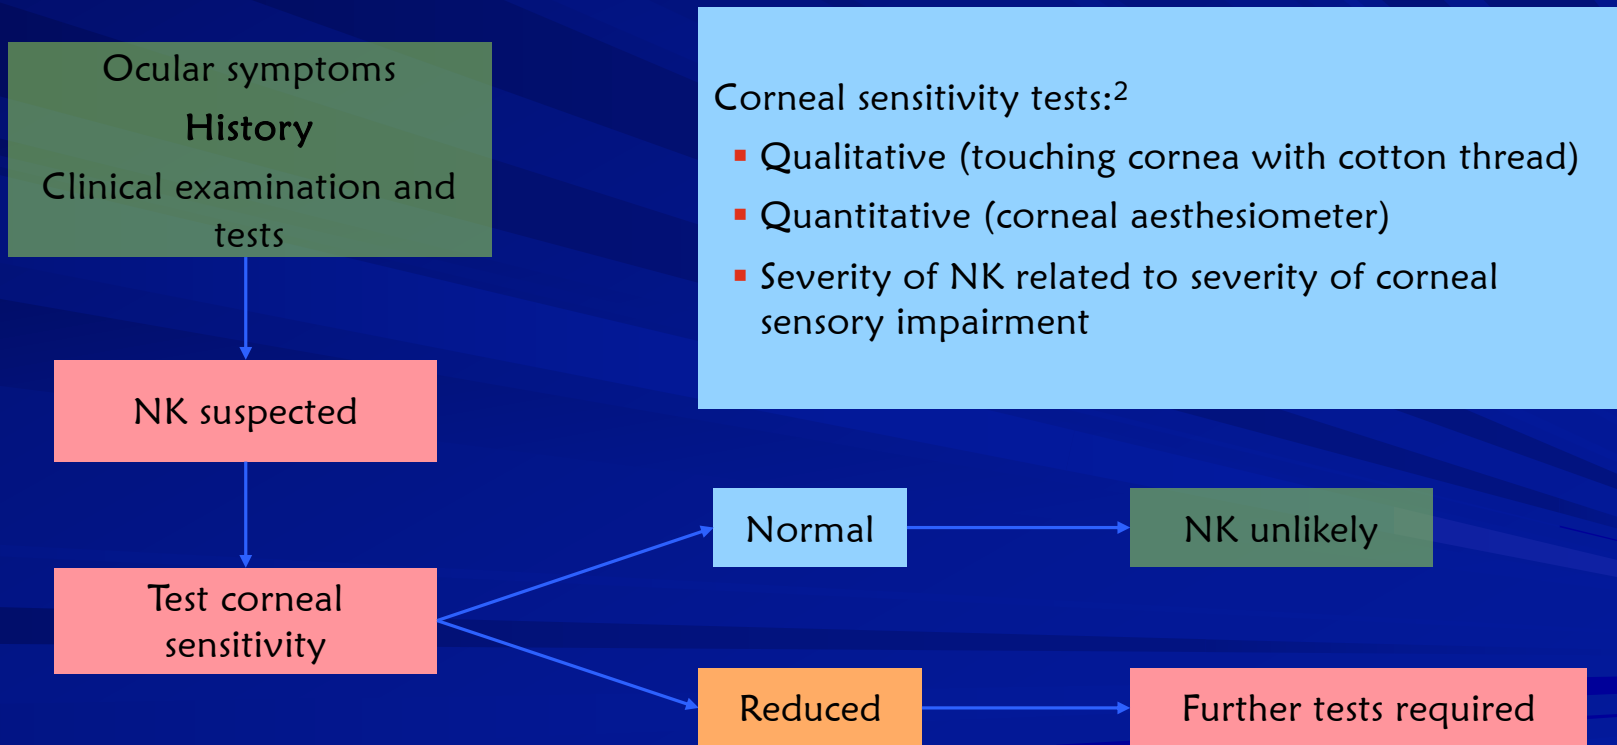 Ocular symptoms
History
Clinical examination and
tests
Corneal sensitivity tests:²
▪ Qualitative (touching cornea with cotton thread)
▪ Quantitative (corneal aesthesiometer)
▪ Severity of NK related to severity of corneal
sensory impairment
NK suspected
Test corneal
sensitivity
Normal
NK unlikely
Reduced
Further tests required